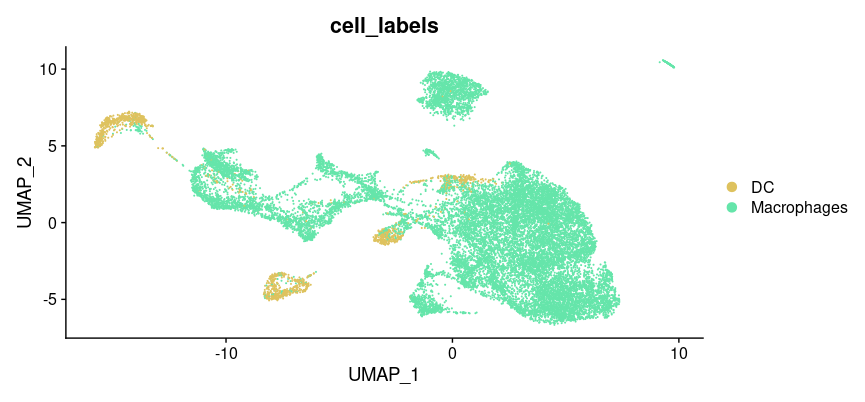 cell_labels
10
5
0
-5
UMAP_2
-10
0
10
UMAP_1
DC
Macrophages